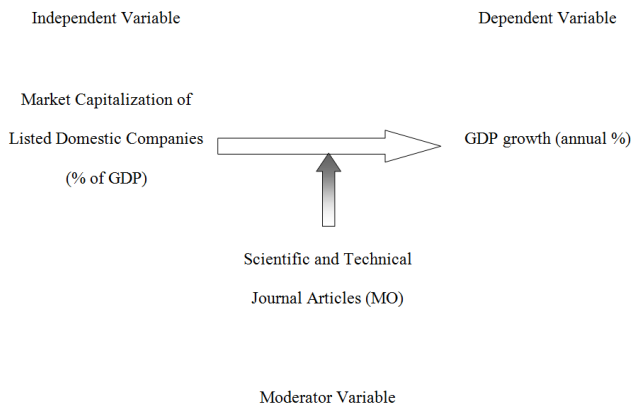 Independent Variable
Dependent Variable
Market Capitalization of
Listed Domestic Companies
(% of GDP)
GDP growth (annual %)
Scientific and Technical
Journal Articles (MO)
Moderator Variable